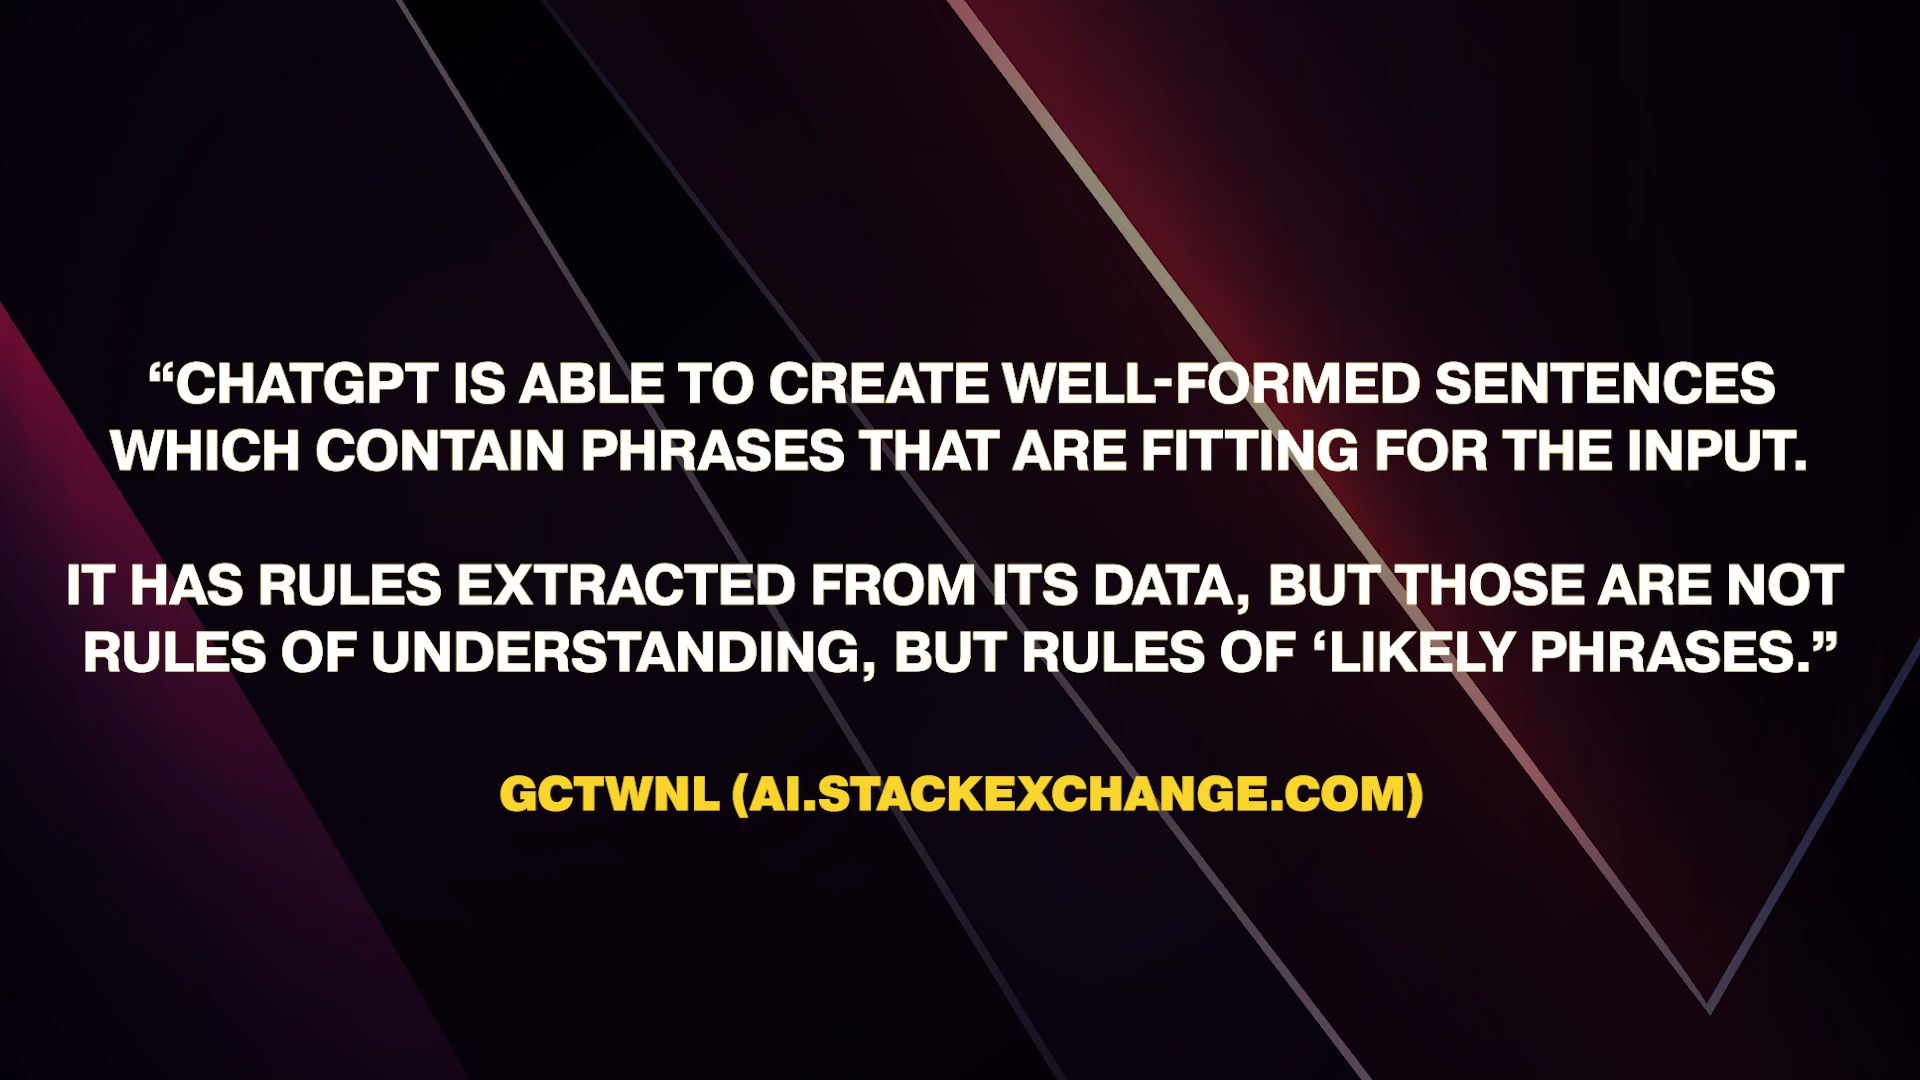 “CHATGPT IS ABLE TO CREATE WELL-FORMED SENTENCES
WHICH CONTAIN PHRASES THAT ARE FITTING FOR THE INPUT.
IT HAS RULES EXTRACTED FROM ITS DATA, BUT THOSE ARE NOT
RULES OF UNDERSTANDING, BUT RULES OF ‘LIKELY PHRASES.”
GCTWNL (AI.STACKEXCHANGE.COM)